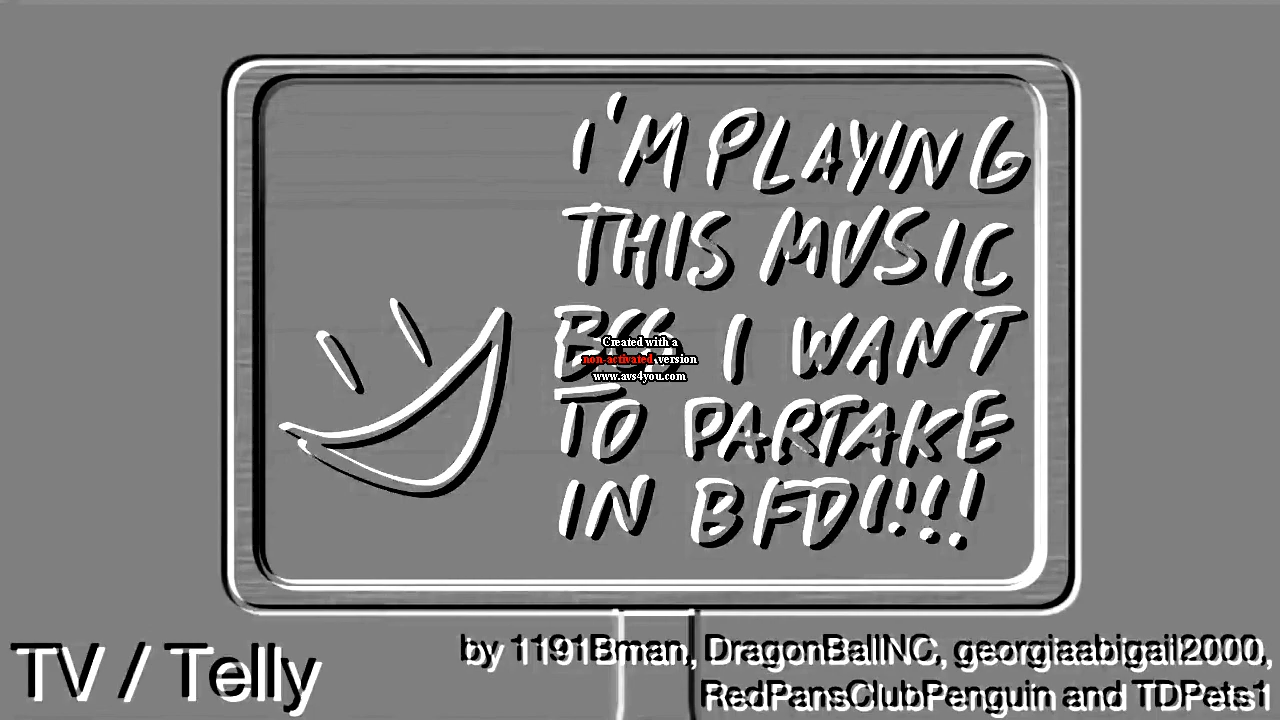 I'M PLAYING
THIS MUSIC
I WANT
TO PARTAKE
IN BFDI!!!
Created with a
non-activated version
www.avs4you.com
TV / Telly
by 1191Bman, DragonBallNC, georgiaabigail2000,
RedPansClubPenguin and TDPets1